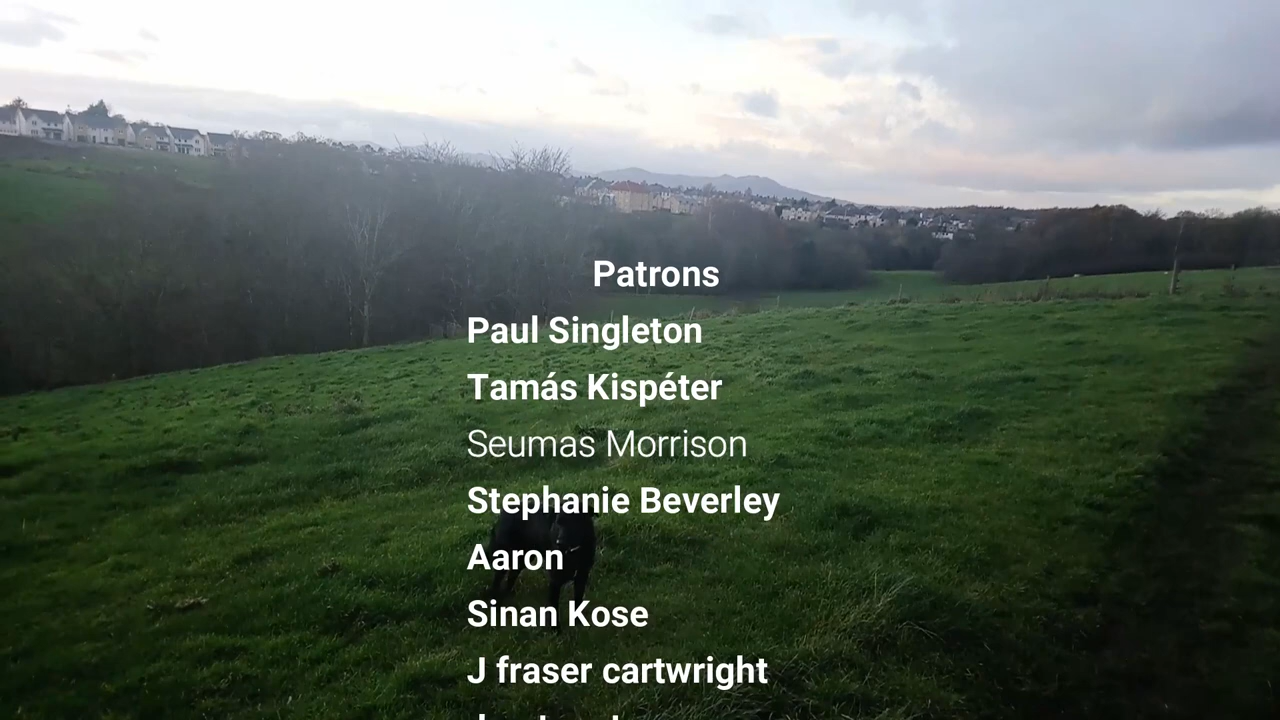 Patrons
Paul Singleton
Tamás Kispéter
Seumas Morrison
Stephanie Beverley
Aaron
Sinan Kose
J fraser cartwright